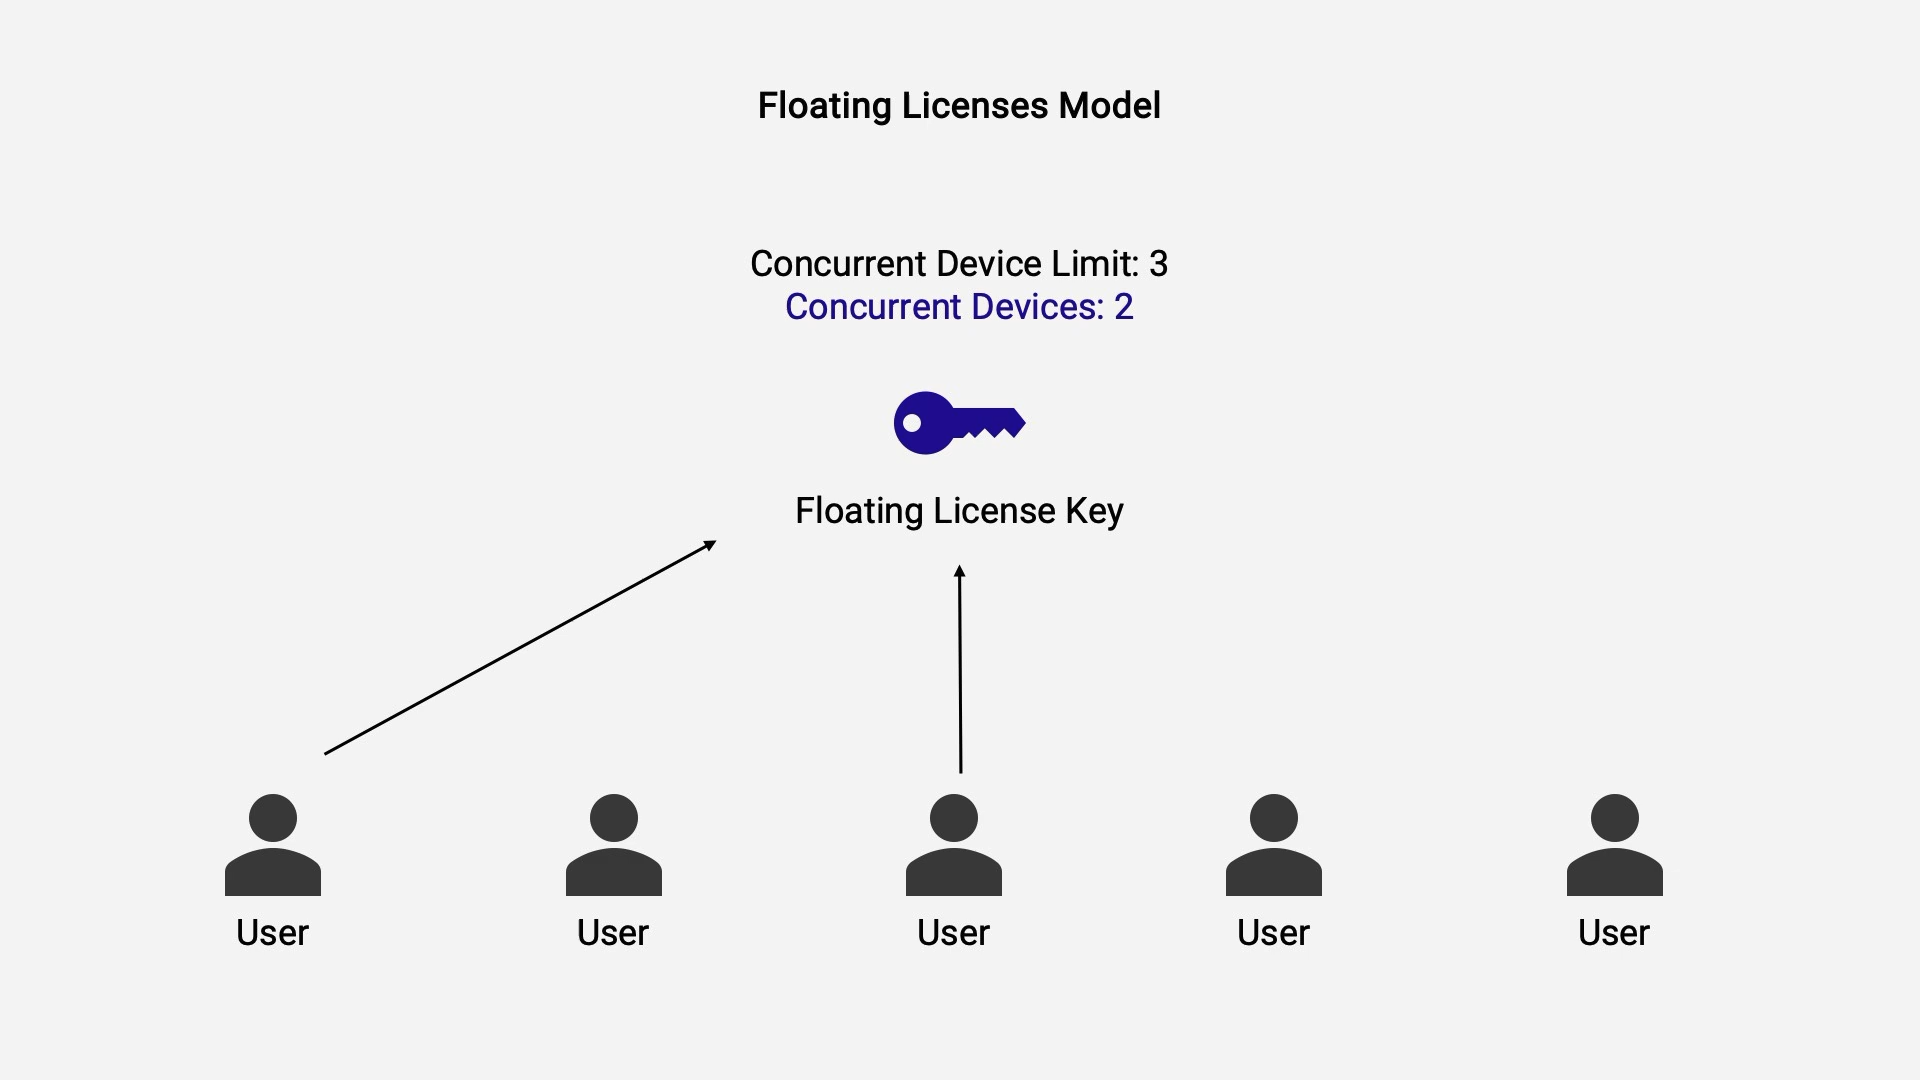 Floating Licenses Model
Concurrent Device Limit: 3
Concurrent Devices: 2
Floating License Key
User
User
User
User
User